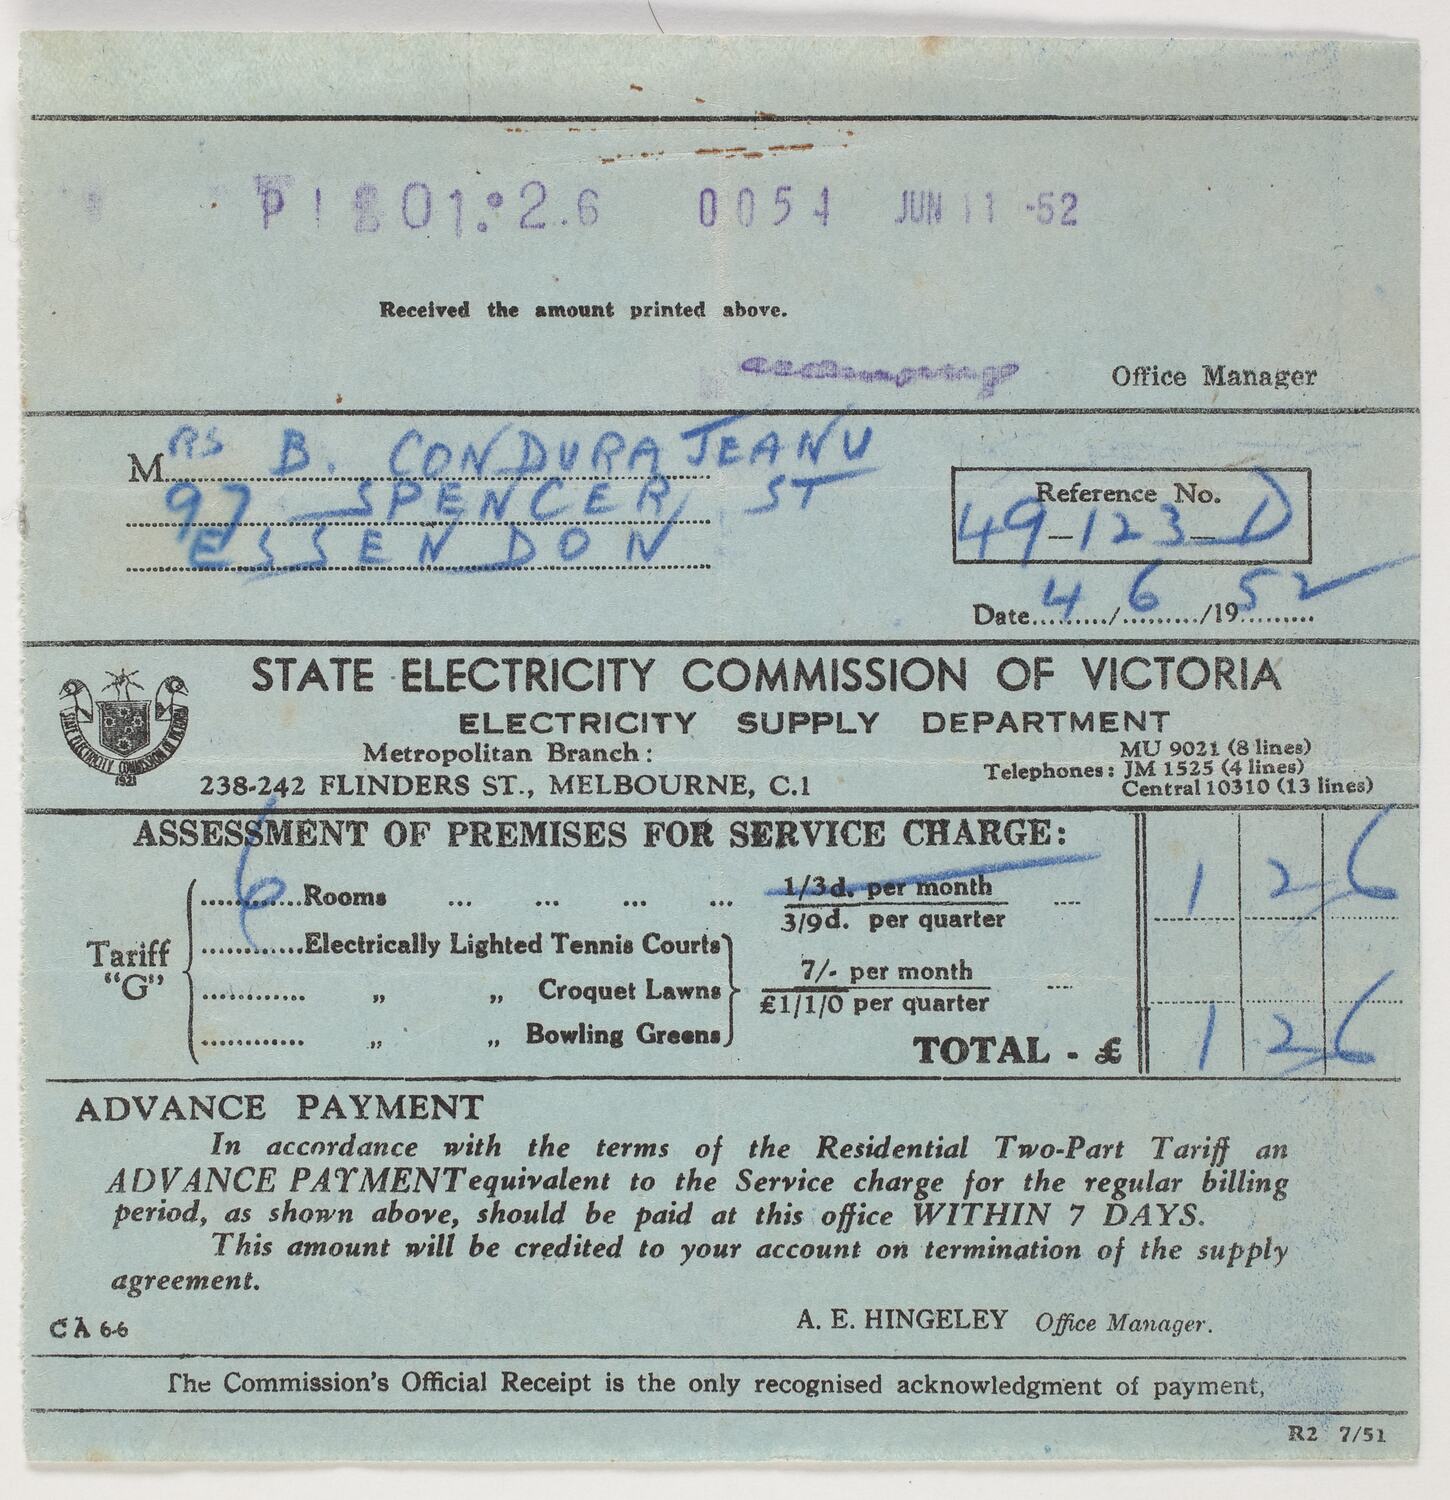 P 01:2.6 0054 JUN 11 -52
Received the amount printed above.
Office Manager
MRS B. CONDURATEANU
97 SPENCER ST
ESSENDON
Reference No.
49-123-D
Date 4/6/1952
STATE ELECTRICITY COMMISSION OF VICTORIA
ELECTRICITY SUPPLY DEPARTMENT
Metropolitan Branch:
238-242 FLINDERS ST., MELBOURNE, C.1
Telephones: MU 9021 (8 lines)
JM 1525 (4 lines)
Central 10310 (13 lines)
STATE ELECTRICITY COMMISSION OF VICTORIA
1921
ASSESSMENT OF PREMISES FOR SERVICE CHARGE:
Tariff "G"
6 Rooms ... ... ... ... 1/3d. per month 1 2 6
3/9d. per quarter
............Electrically Lighted Tennis Courts
............ „ „ Croquet Lawns 7/- per month
£1/1/0 per quarter
............ „ „ Bowling Greens
TOTAL - £ 1 2 6
ADVANCE PAYMENT
In accordance with the terms of the Residential Two-Part Tariff an
ADVANCE PAYMENT equivalent to the Service charge for the regular billing
period, as shown above, should be paid at this office WITHIN 7 DAYS.
This amount will be credited to your account on termination of the supply
agreement.
CA 6-6
A. E. HINGELEY Office Manager.
The Commission's Official Receipt is the only recognised acknowledgment of payment,
R2 7/51